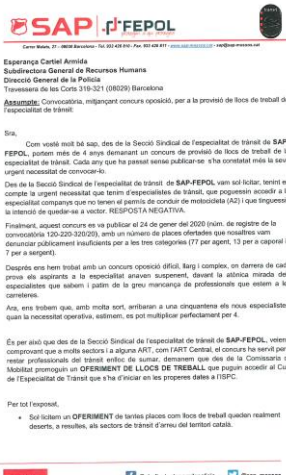 SAP FEPOL
Carrer Mallorca, 27 - 08038 Barcelona - Tel. 933 426 810 - Fax. 933 426 811 - sap@sap-mossos.cat
Esperança Cartiel Armida
Subdirectora General de Recursos Humans
Direcció General de la Policia
Travessera de les Corts 319-321 (08029) Barcelona
Assumpte: Convocatòria, mitjançant concurs oposició, per a la provisió de llocs de treball de
l'especialitat de trànsit:
Sra,
Com vostè molt bé sap, des de la Secció Sindical de l'especialitat de trànsit de SAP-
FEPOL, portem més de 4 anys demanant un concurs de provisió de llocs de treball de l
especialitat de trànsit. Cada any que ha passat sense publicar-se s'ha constatat més la seva
urgent necessitat de convocar-lo.
Des de la Secció Sindical de l'especialitat de trànsit de SAP-FEPOL vam sol·licitar, tenint e
compte la urgent necessitat que tenim d'especialistes de trànsit, que poguessin accedir a l
especialitat companys que no tenen el permís de conduir de motocicleta (A2) i que tinguess
la intenció de quedar-se a vector. RESPOSTA NEGATIVA.
Finalment, aquest concurs es va publicar el 24 de gener del 2020 (núm. de registre de la
convocatòria 120-220-320/20), amb un número de places ofertades que nosaltres vam
denunciar públicament insuficients per a les tres categories (77 per agent, 13 per a caporal i
7 per a sergent).
Després ens hem trobat amb un concurs oposició difícil, llarg i complex, on darrera de cada
prova els aspirants a la especialitat anaven suspenent, davant la atònica mirada de
especialistes que sabem i patim de la greu mancança de professionals que estem a le
carreteres.
Ara, ens trobem que, amb molta sort, arribaran a una cinquantena els nous especialiste
quan la necessitat operativa, estimem, es pot multiplicar perfectament per 4.
És per això que des de la Secció Sindical de l'especialitat de trànsit de SAP-FEPOL, veien
comprovant que a molts sectors i a alguna ART, com l'ART Central, el concurs ha servit per
restar professionals del trànsit enlloc de sumar, demanem que des de la Comissaria d
Mobilitat promoguin un OFERIMENT DE LLOCS DE TREBALL que puguin accedir al Cu
de l'Especialitat de Trànsit que s'ha d'iniciar en les properes dates a l'ISPC.
Per tot l'exposat,
• Sol·licitem un OFERIMENT de tantes places com llocs de treball quedan realment
deserts, a resultes, als sectors de trànsit d'arreu del territori català.